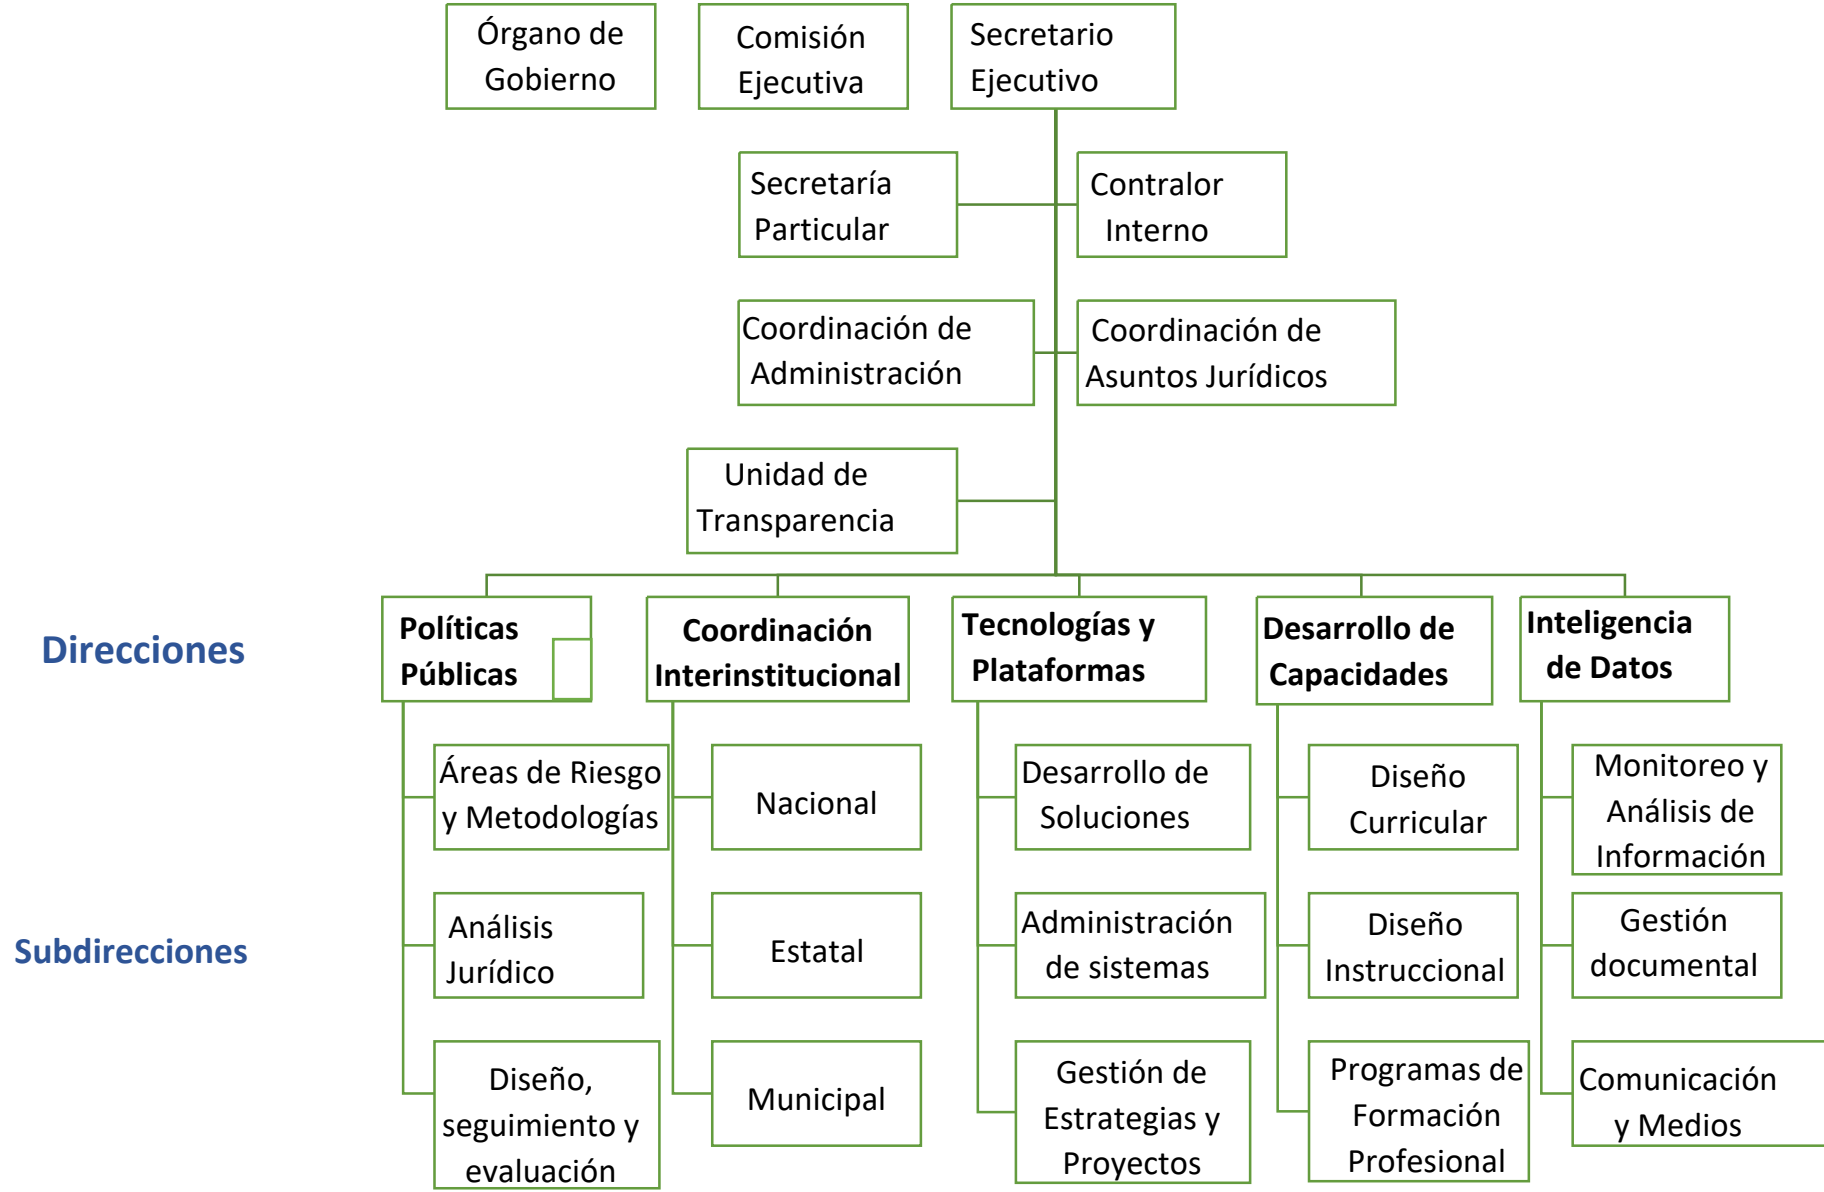 Órgano de
Gobierno
Comisión
Ejecutiva
Secretario
Ejecutivo
Secretaría
Particular
Contralor
Interno
Coordinación de
Administración
Coordinación de
Asuntos Jurídicos
Unidad de
Transparencia
Direcciones
Políticas
Públicas
Coordinación
Interinstitucional
Tecnologías y
Plataformas
Desarrollo de
Capacidades
Inteligencia
de Datos
Subdirecciones
Áreas de Riesgo
y Metodologías
Nacional
Desarrollo de
Soluciones
Diseño
Curricular
Monitoreo y
Análisis de
Información
Análisis
Jurídico
Estatal
Administración
de sistemas
Diseño
Instruccional
Gestión
documental
Diseño,
seguimiento y
evaluación
Municipal
Gestión de
Estrategias y
Proyectos
Programas de
Formación
Profesional
Comunicación
y Medios